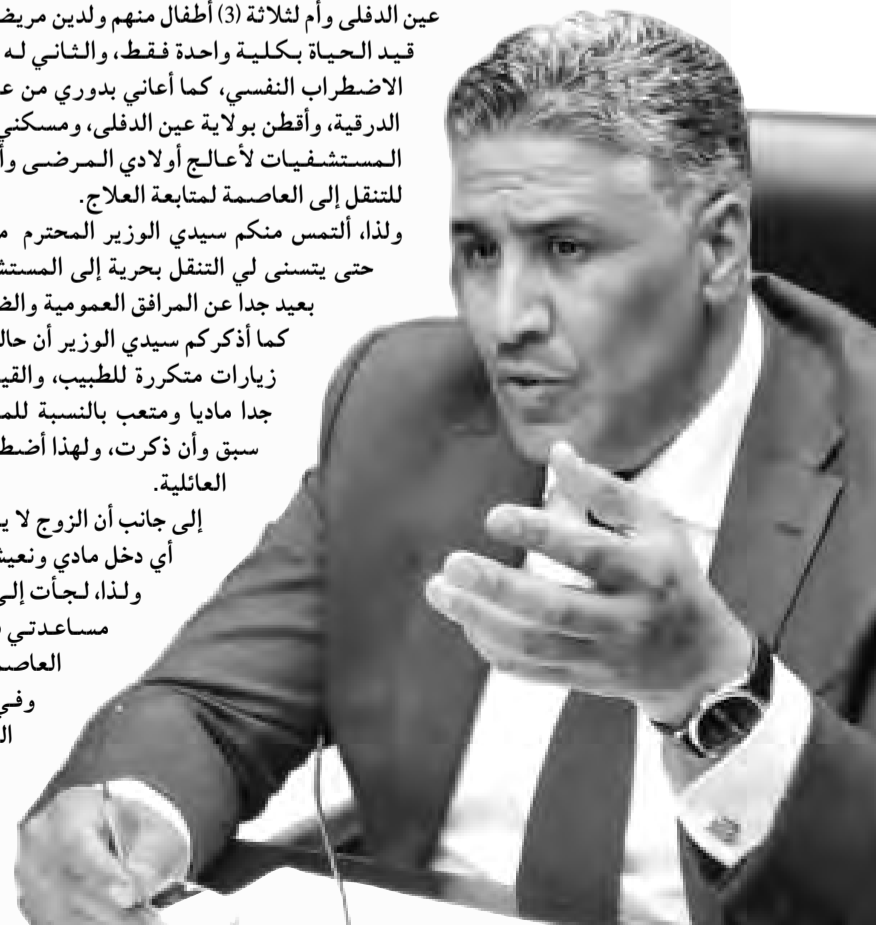 عين الدفلى وأم لثلاثة (3) أطفال منهم ولدين
قيد الحياة بكلية واحدة فقط، والثاني له
الاضطراب النفسي، كما أعاني بدوري من
الدرقية، وأقطن بولاية عين الدفلى، ومسكني
المستشفيات لأعالج أولادي المرضى
للتنقل إلى العاصمة لمتابعة العلاج.
ولذا، ألتمس منكم سيدي الوزير المحترم
حتى يتسنى لي التنقل بحرية إلى
بعيد جدا عن المرافق العمومية
كما أذكركم سيدي الوزير أن
زيارات متكررة للطبيب،
جدا ماديا ومتعب بالنسبة
سبق وأن ذكرت، ولهذا
العائلية.
إلى جانب أن الزوج لا
أي دخل مادي
ولذا، لجأت إلى
مساعدتي
وفي